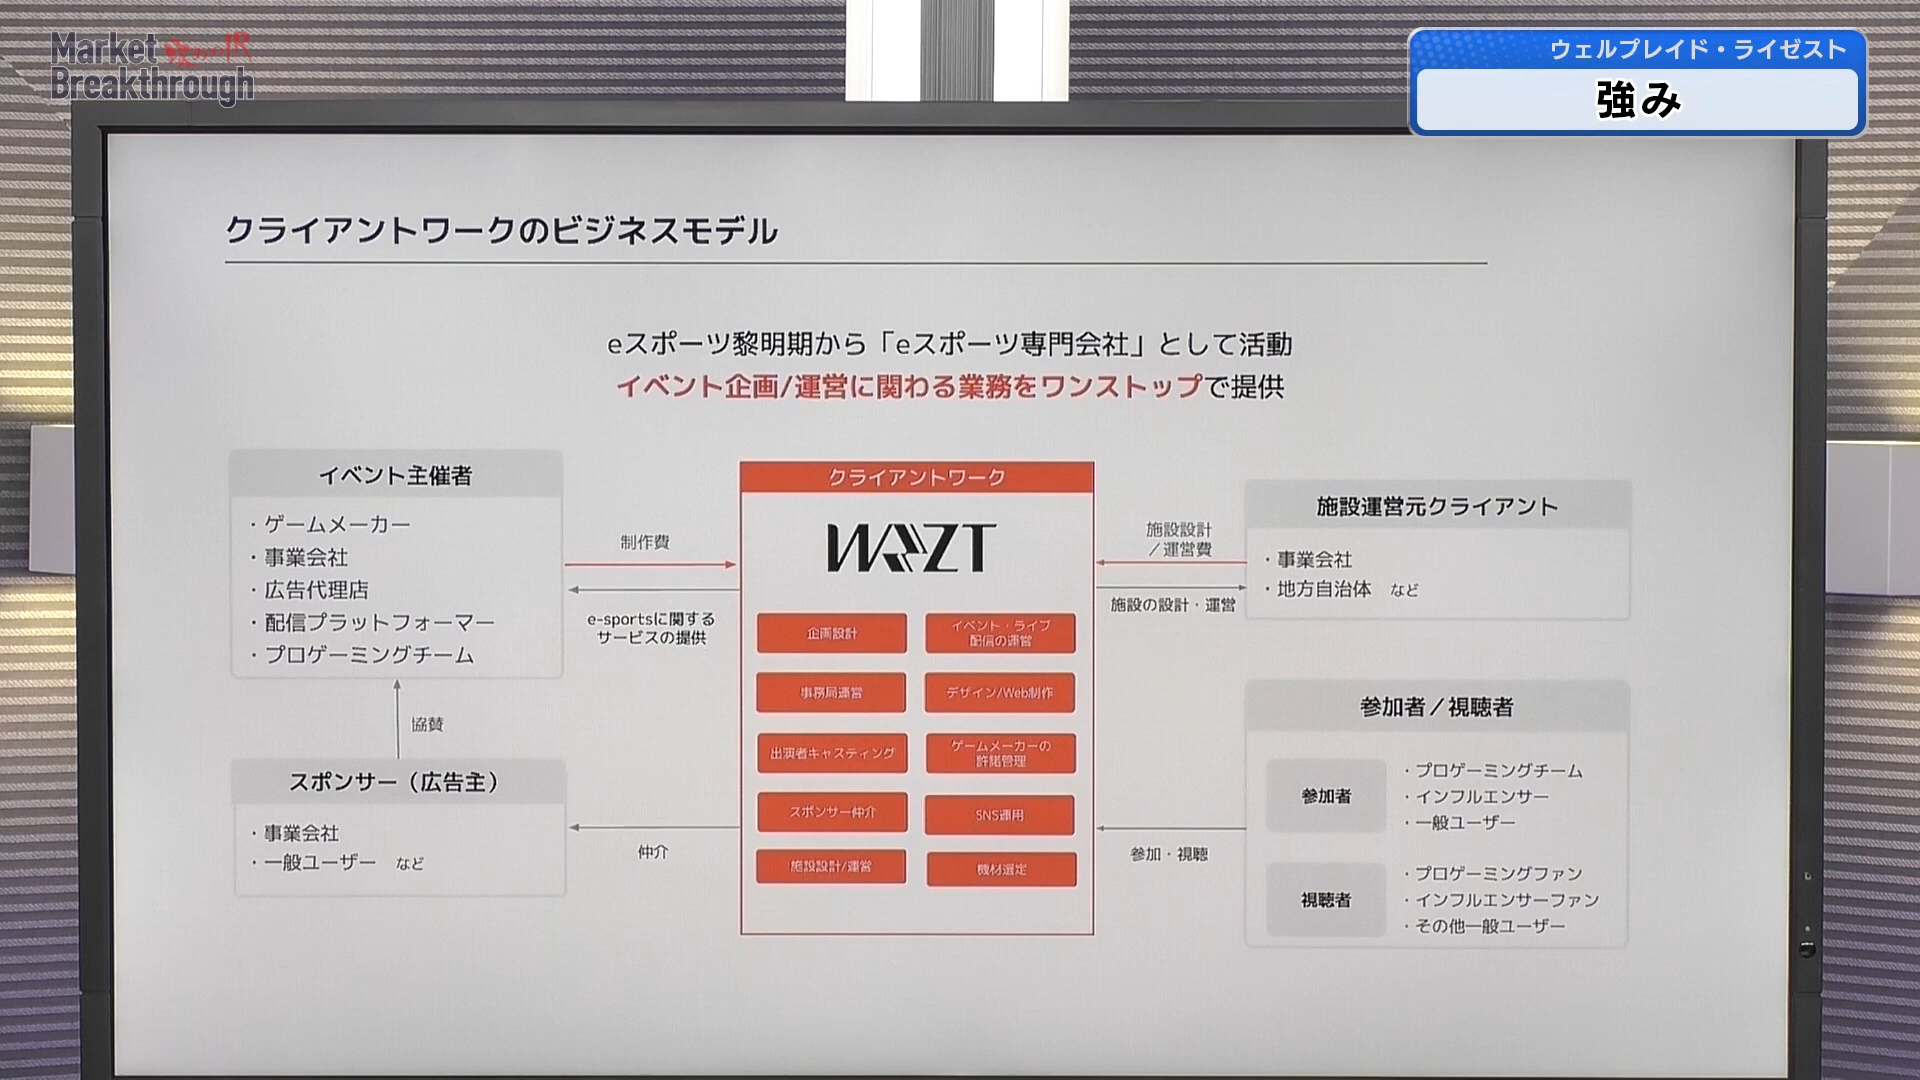 Market
Breakthrough
ウェルプレイド・ライゼスト
強み
クライアントワークのビジネスモデル
eスポーツ黎明期から「eスポーツ専門会社」として活動
イベント企画/運営に関わる業務をワンストップで提供
イベント主催者
・ゲームメーカー
・事業会社
・広告代理店
・配信プラットフォーマー
・プロゲーミングチーム
協賛
スポンサー（広告主）
・事業会社
・一般ユーザー など
制作費
e-sportsに関する
サービスの提供
仲介
クライアントワーク
WRZT
企画設計
イベント・ライブ
配信の運営
事務局運営
デザイン/Web制作
出演者キャスティング
ゲームメーカーの
許諾管理
スポンサー仲介
SNS運用
施設設計/運営
機材選定
施設設計
／運営費
施設の設計・運営
参加・視聴
施設運営元クライアント
・事業会社
・地方自治体 など
参加者／視聴者
参加者
・プロゲーミングチーム
・インフルエンサー
・一般ユーザー
視聴者
・プロゲーミングファン
・インフルエンサーファン
・その他一般ユーザー